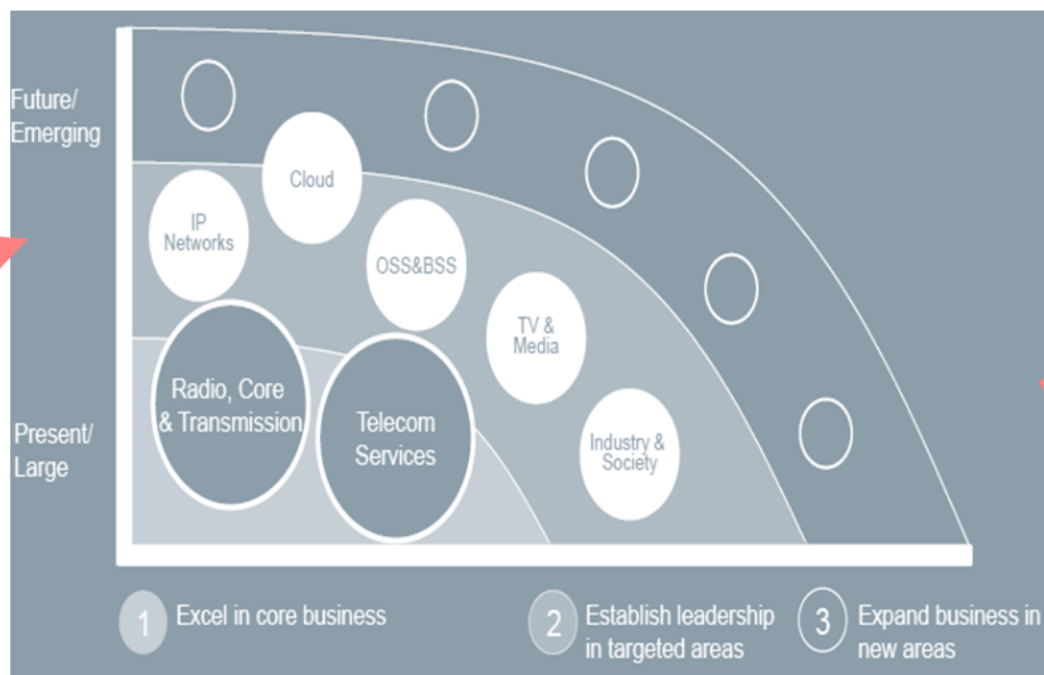 Future/
Emerging
Cloud
IP
Networks
OSS&BSS
TV &
Media
Radio, Core
& Transmission
Telecom
Services
Present/
Large
Industry &
Society
1 Excel in core business
2 Establish leadership
in targeted areas
3 Expand business in
new areas